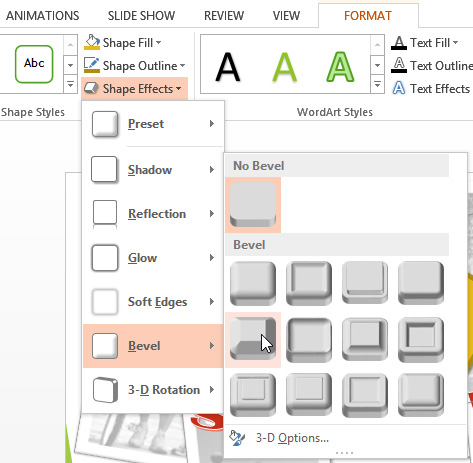 ANIMATIONS SLIDE SHOW REVIEW VIEW FORMAT
Abc
Shape Fill
Shape Outline
Shape Effects
Shape Styles
A A A
WordArt Styles
A Text Fill
A Text Outline
A Text Effects
Preset
Shadow
Reflection
Glow
Soft Edges
Bevel
3-D Rotation
No Bevel
Bevel
3-D Options...